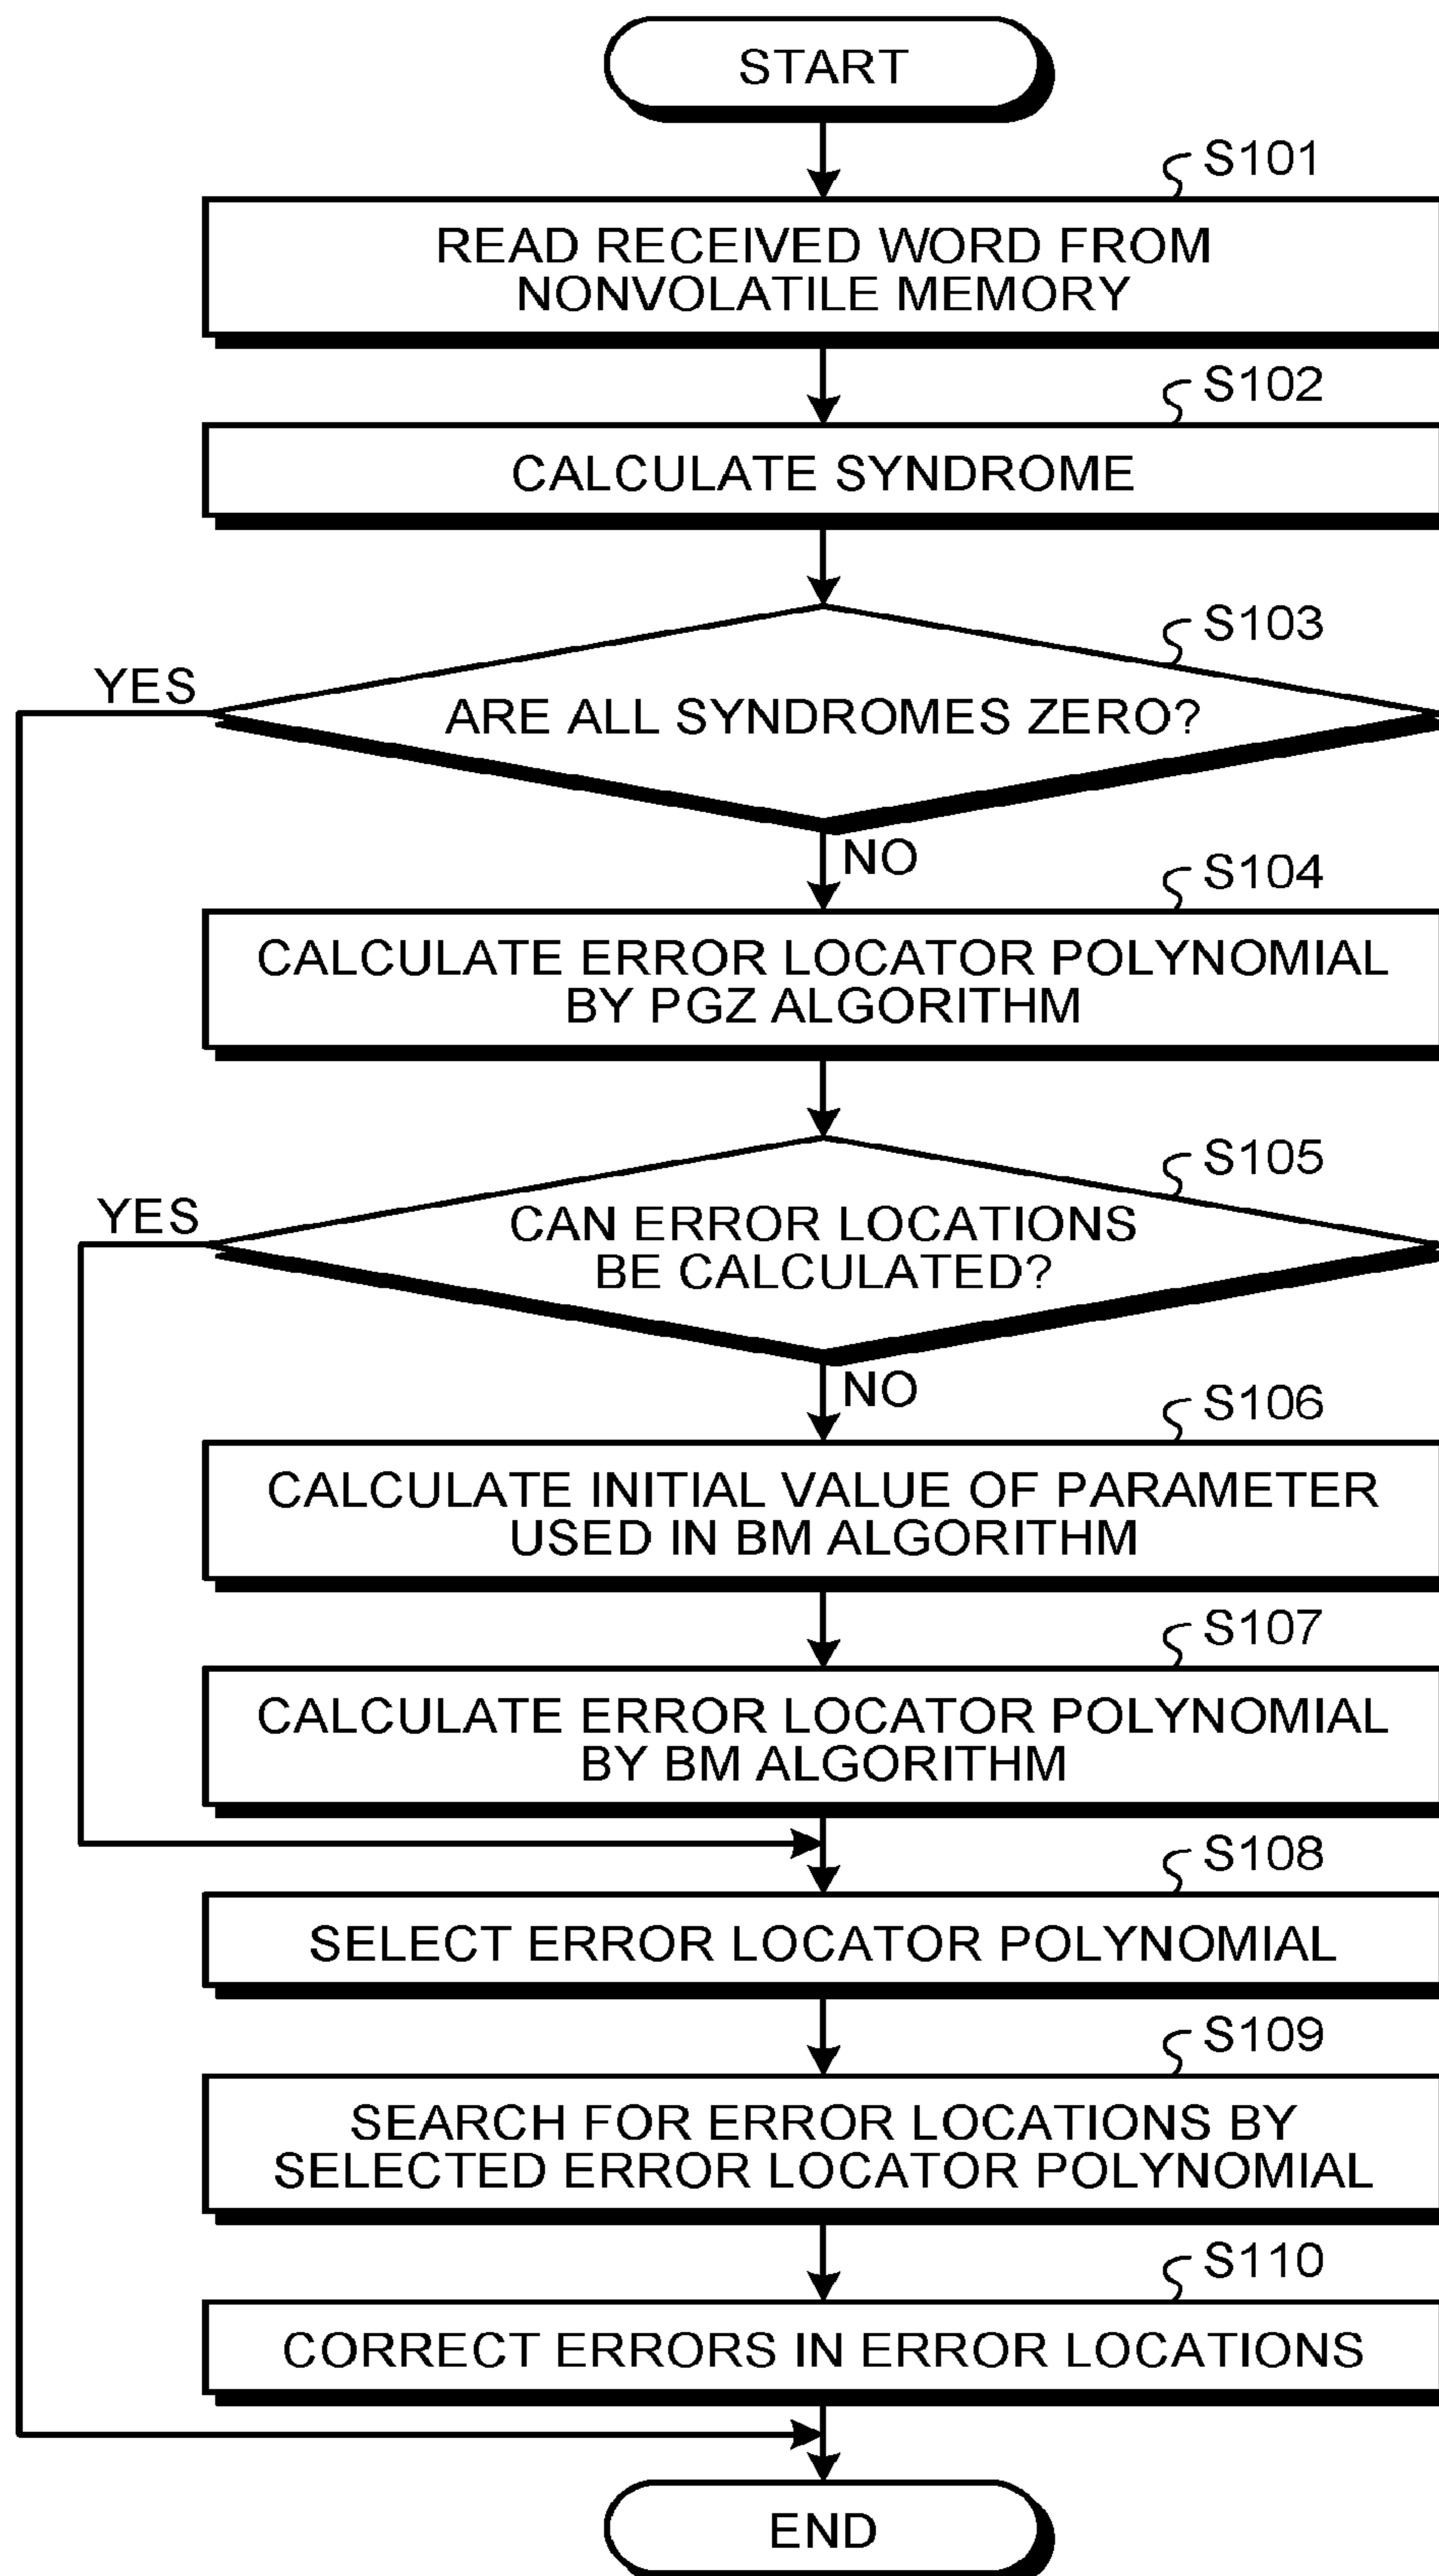 START
S101
READ RECEIVED WORD FROM
NONVOLATILE MEMORY
S102
CALCULATE SYNDROME
S103
YES
ARE ALL SYNDROMES ZERO?
NO
S104
CALCULATE ERROR LOCATOR POLYNOMIAL
BY PGZ ALGORITHM
S105
YES
CAN ERROR LOCATIONS
BE CALCULATED?
NO
S106
CALCULATE INITIAL VALUE OF PARAMETER
USED IN BM ALGORITHM
S107
CALCULATE ERROR LOCATOR POLYNOMIAL
BY BM ALGORITHM
S108
SELECT ERROR LOCATOR POLYNOMIAL
S109
SEARCH FOR ERROR LOCATIONS BY
SELECTED ERROR LOCATOR POLYNOMIAL
S110
CORRECT ERRORS IN ERROR LOCATIONS
END